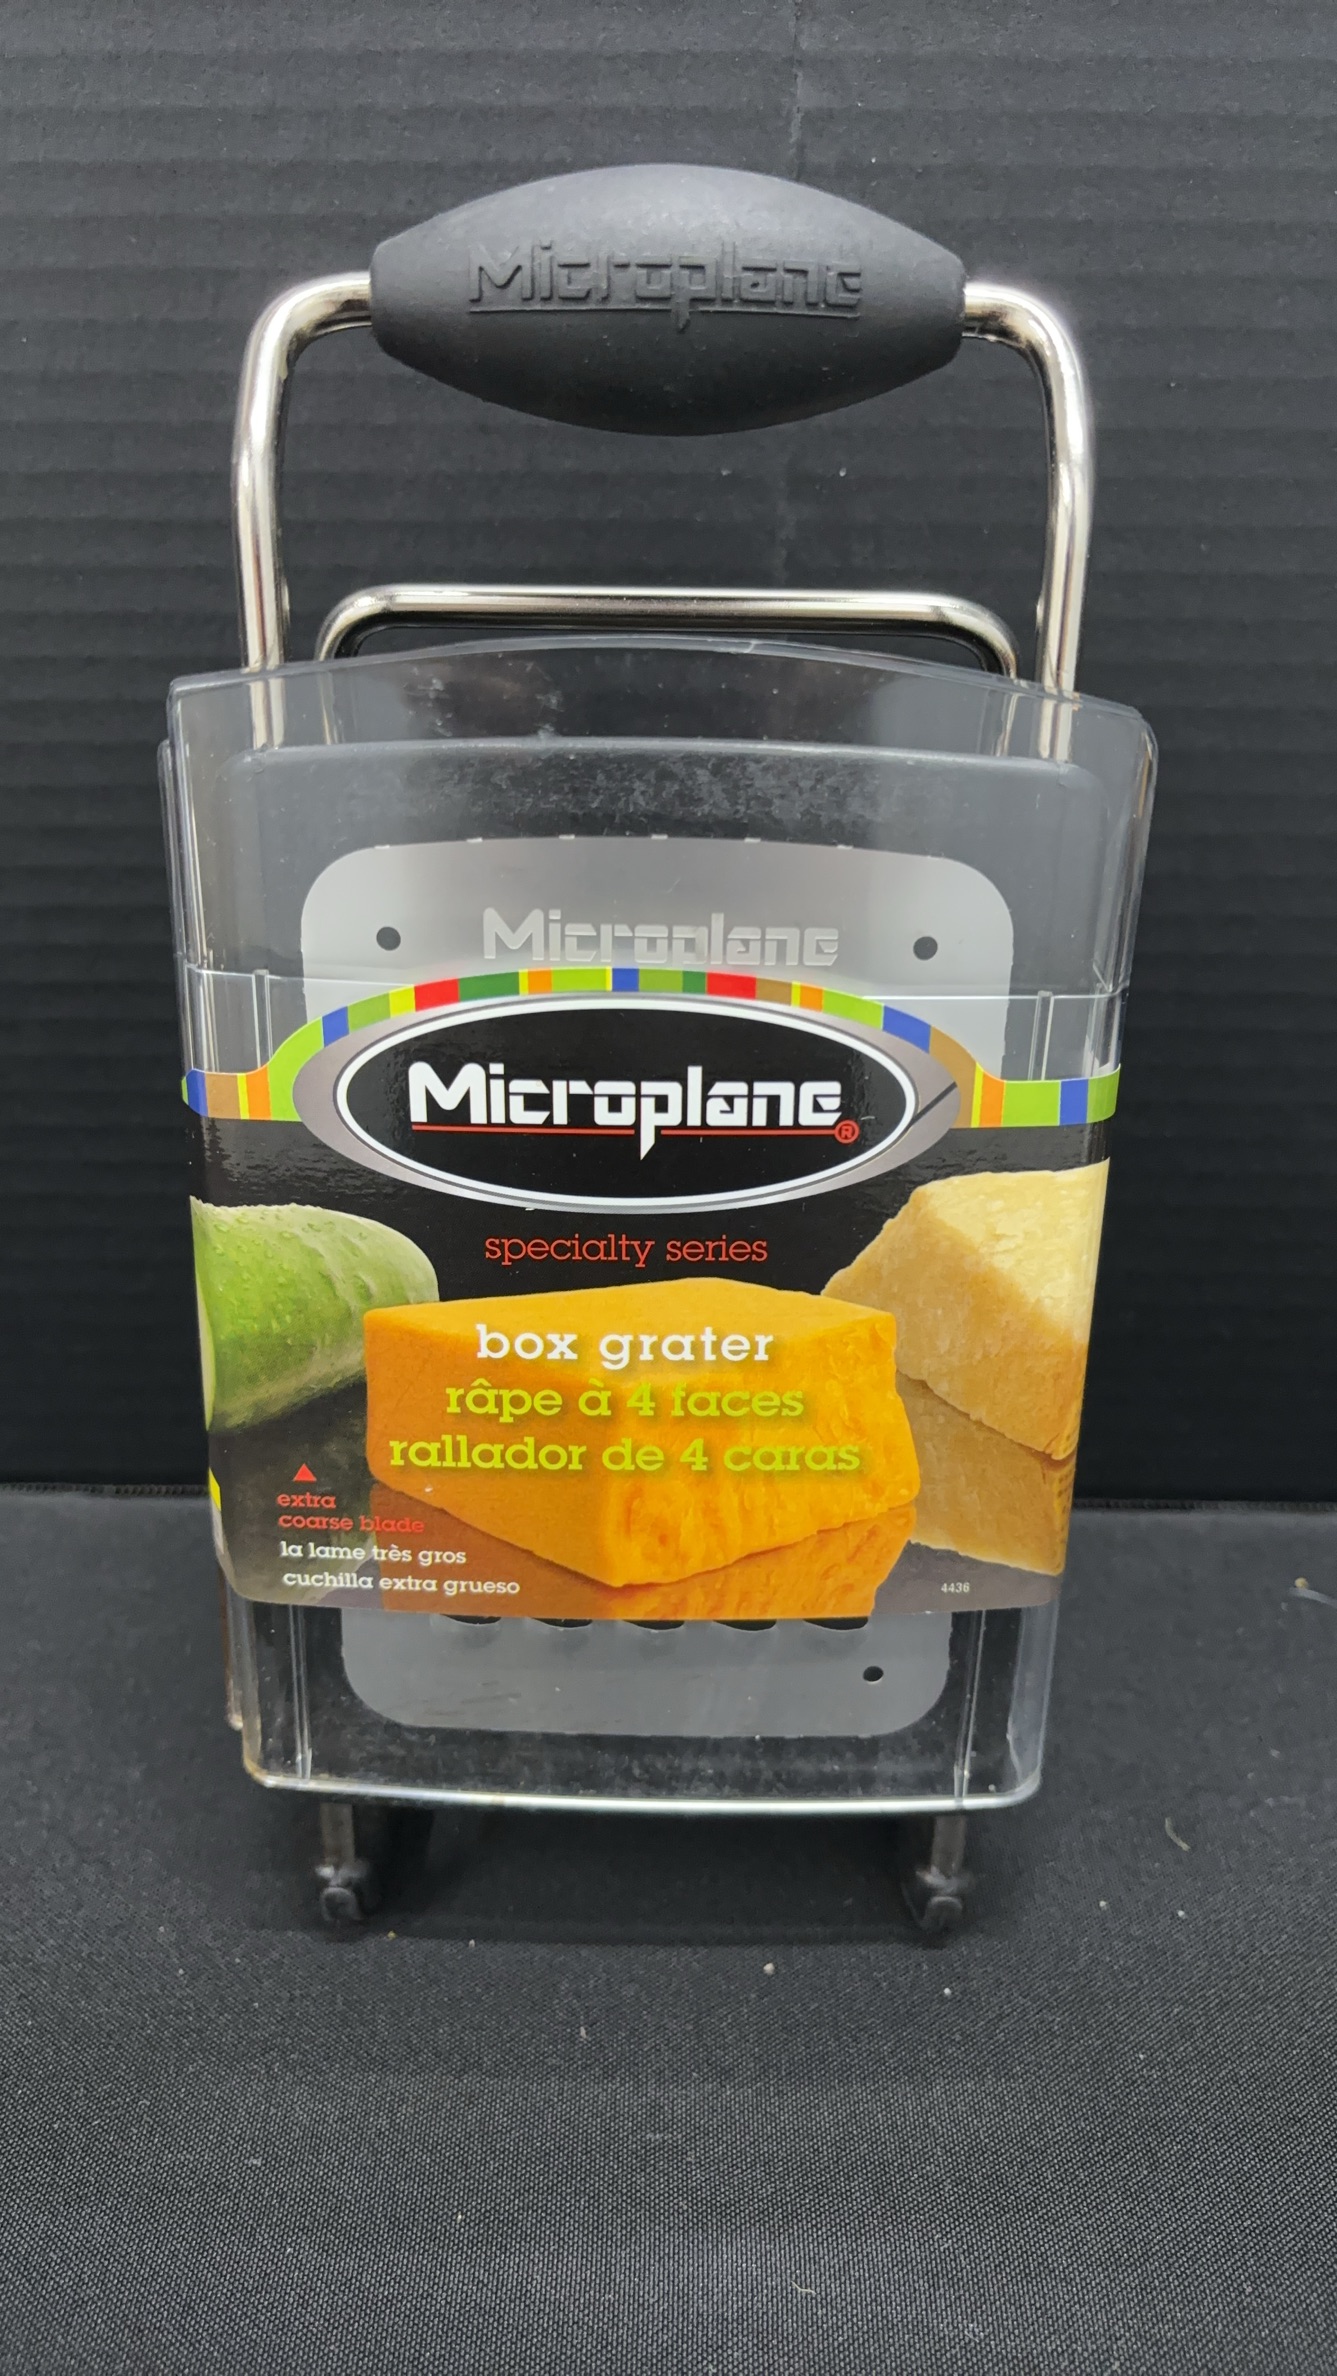 Microplane
Microplane
Microplane®
specialty series
box grater
râpe à 4 faces
rallador de 4 caras
extra
coarse blade
la lame très gros
cuchilla extra grueso
4436